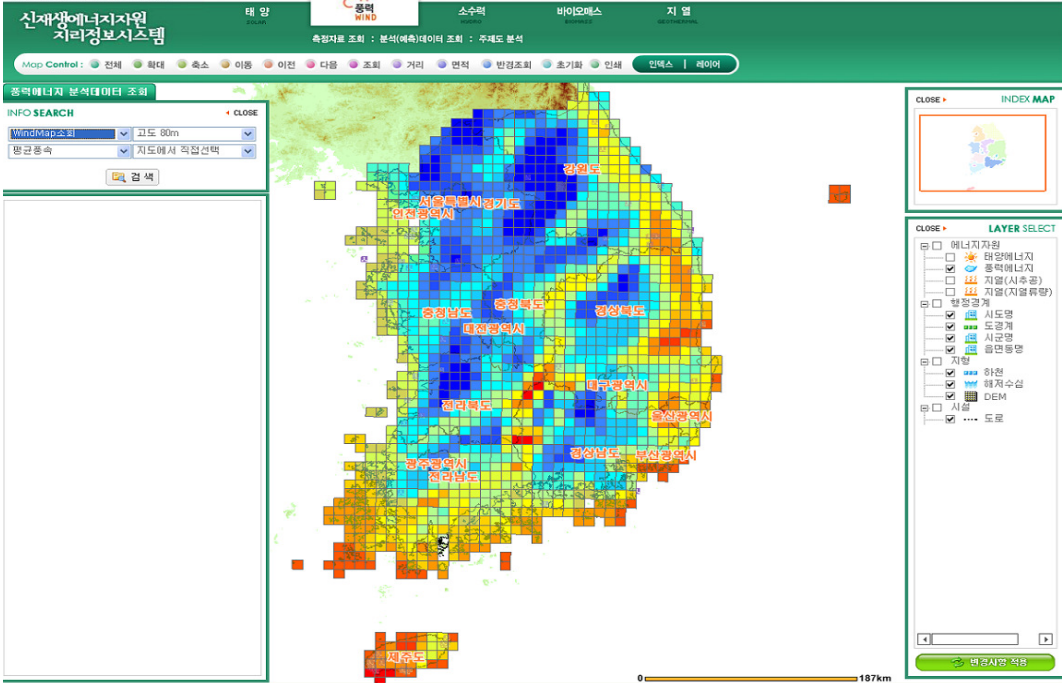 신재생에너지자원
지리정보시스템
태 양
SOLAR
풍력
WIND
소수력
HYDRO
바이오매스
BIOMASS
지 열
GEOTHERMAL
측정자료 조회 : 분석(예측)데이터 조회 : 주제도 분석
Map Control : 전체 확대 축소 이동 이전 다음 조회 거리 면적 반경조회 초기화 인쇄 인덱스 | 레이어
풍력에너지 분석데이터 조회
INFO SEARCH CLOSE
WindMap조회 고도 80m
평균풍속 지도에서 직접선택
검 색
강원도
서울특별시 경기도
인천광역시
충청북도
충청남도
경상북도
대전광역시
대구광역시
전라북도
울산광역시
경상남도 부산광역시
광주광역시
전라남도
제주도
0 187km
CLOSE INDEX MAP
CLOSE LAYER SELECT
에너지자원
태양에너지
풍력에너지
지열(시추공)
지열(지열류량)
행정경계
시도명
도경계
시군명
읍면동명
지형
하천
해저수심
DEM
시설
도로
변경사항 적용